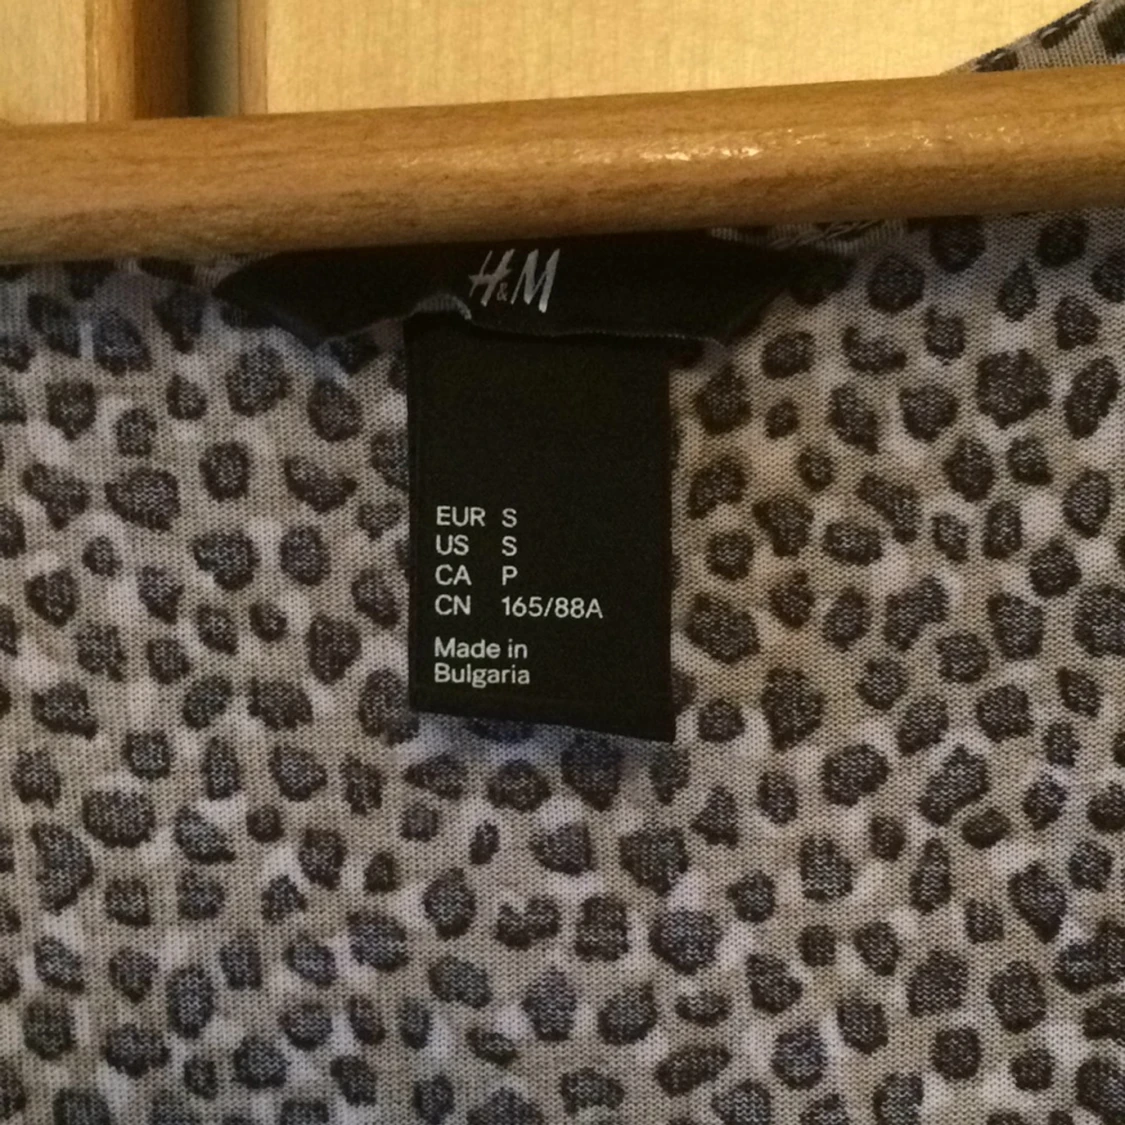 H&M
EUR S
US S
CA P
CN 165/88A
Made in
Bulgaria